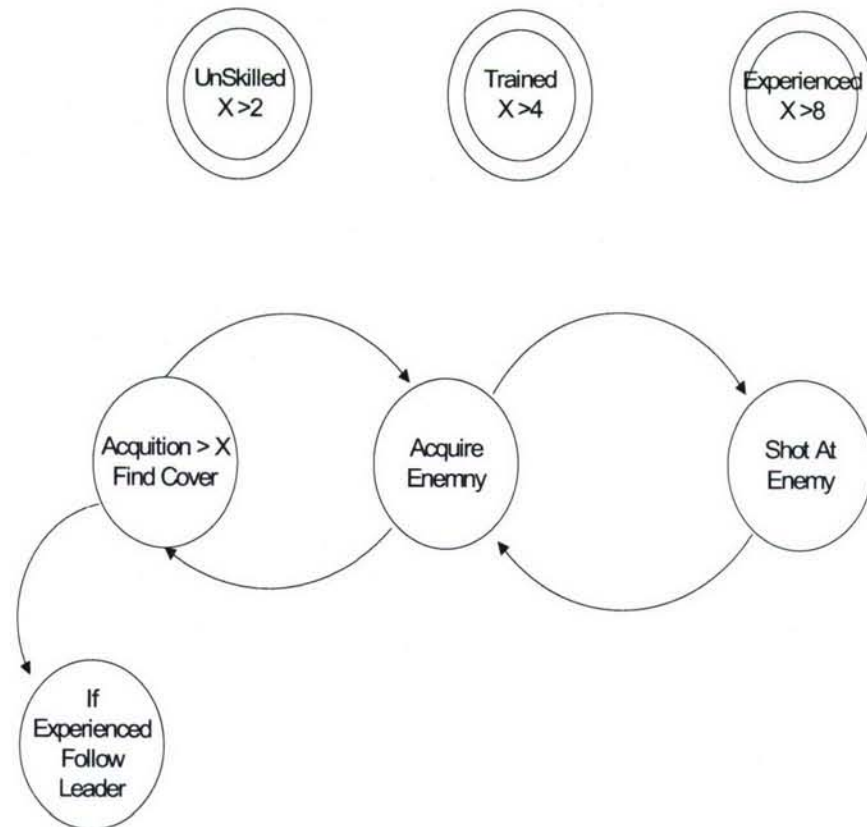 UnSkilled
X >2
Trained
X >4
Experienced
X >8
Acquition > X
Find Cover
Acquire
Enemny
Shot At
Enemy
If
Experienced
Follow
Leader